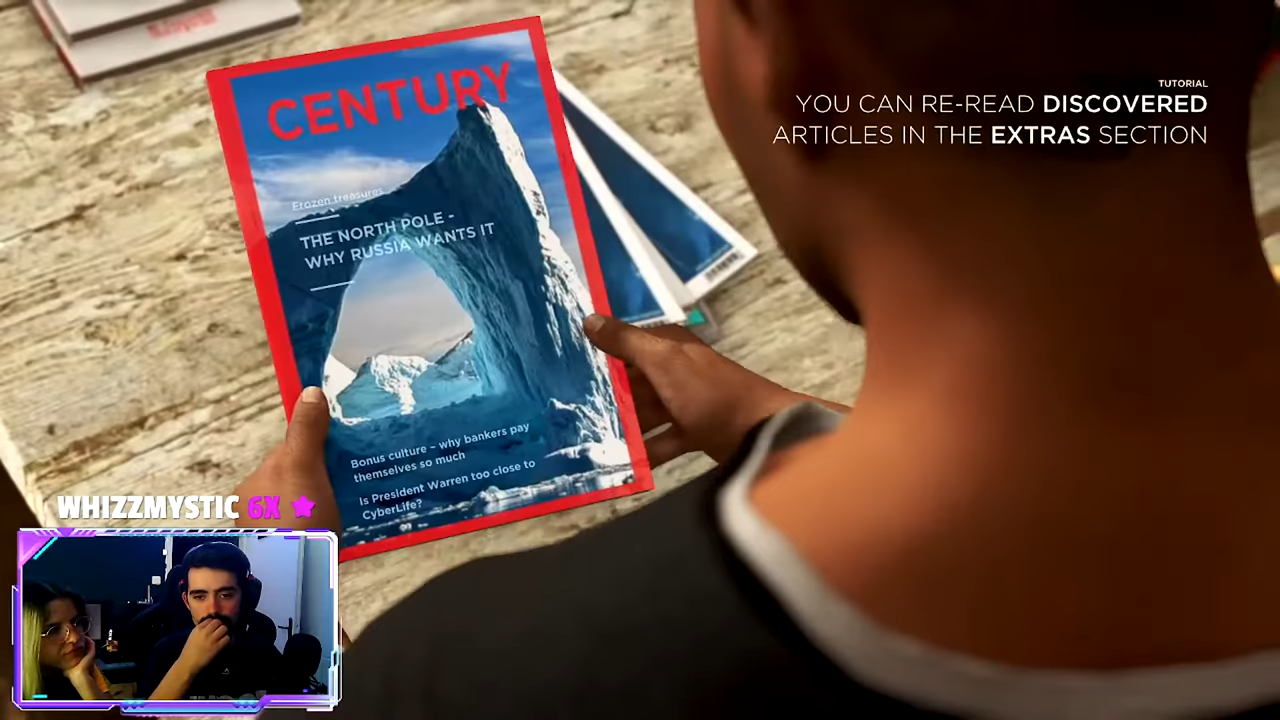 CENTURY
Frozen treasures
THE NORTH POLE -
WHY RUSSIA WANTS IT
Bonus culture – why bankers pay
themselves so much
Is President Warren too close to
CyberLife?
TUTORIAL
YOU CAN RE-READ DISCOVERED
ARTICLES IN THE EXTRAS SECTION
WHIZZMYSTIC 6X